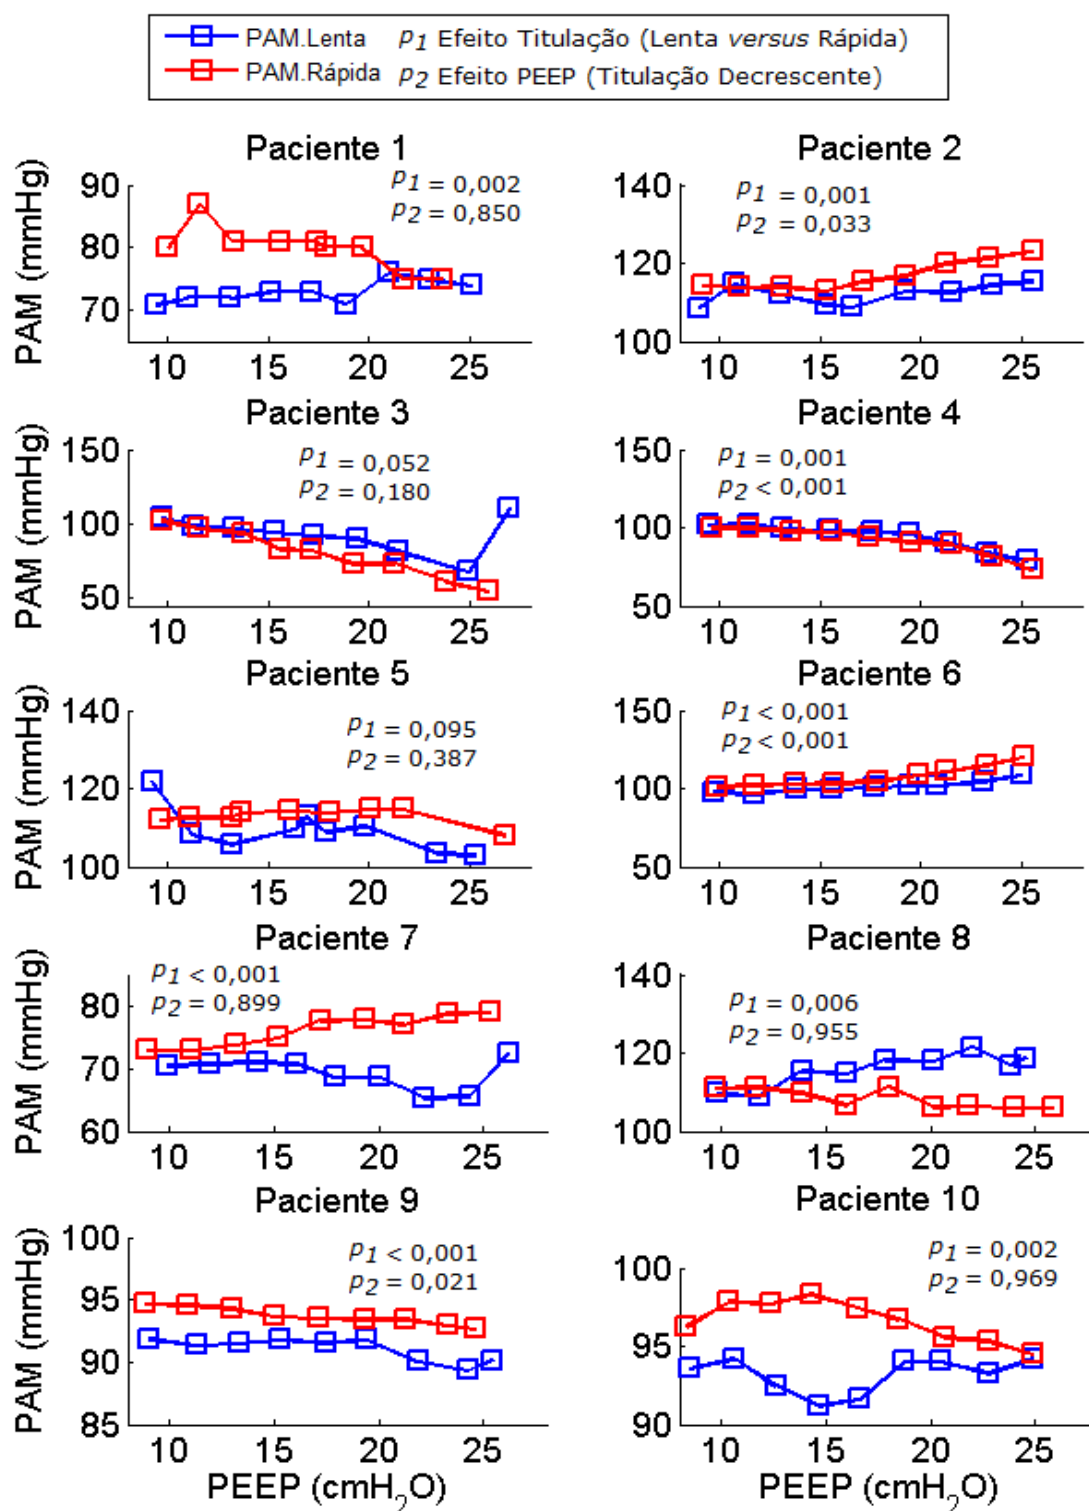 PAM.Lenta p1 Efeito Titulação (Lenta versus Rápida)
PAM.Rápida p2 Efeito PEEP (Titulação Decrescente)
Paciente 1
p1 = 0,002
p2 = 0,850
PAM (mmHg)
90
80
70
10 15 20 25
Paciente 2
p1 = 0,001
p2 = 0,033
140
120
100
10 15 20 25
Paciente 3
p1 = 0,052
p2 = 0,180
PAM (mmHg)
150
100
50
10 15 20 25
Paciente 4
p1 = 0,001
p2 < 0,001
150
100
50
10 15 20 25
Paciente 5
p1 = 0,095
p2 = 0,387
PAM (mmHg)
140
120
100
10 15 20 25
Paciente 6
p1 < 0,001
p2 < 0,001
150
100
50
10 15 20 25
Paciente 7
p1 < 0,001
p2 = 0,899
PAM (mmHg)
80
70
60
10 15 20 25
Paciente 8
p1 = 0,006
p2 = 0,955
140
120
100
10 15 20 25
Paciente 9
p1 < 0,001
p2 = 0,021
PAM (mmHg)
100
95
90
85
10 15 20 25
PEEP (cmH2O)
Paciente 10
p1 = 0,002
p2 = 0,969
100
95
90
10 15 20 25
PEEP (cmH2O)